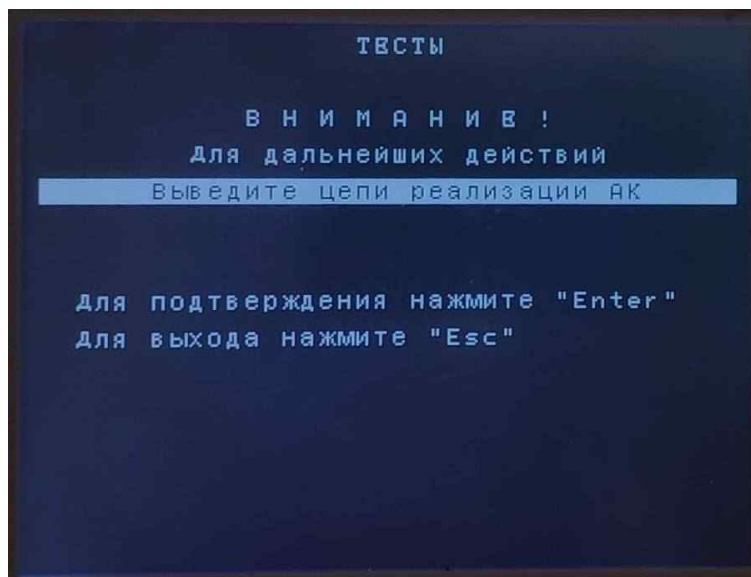 ТЕСТЫ
В Н И М А Н И Е !
Для дальнейших действий
Выведите цепи реализации АК
Для подтверждения нажмите "Enter"
Для выхода нажмите "Esc"